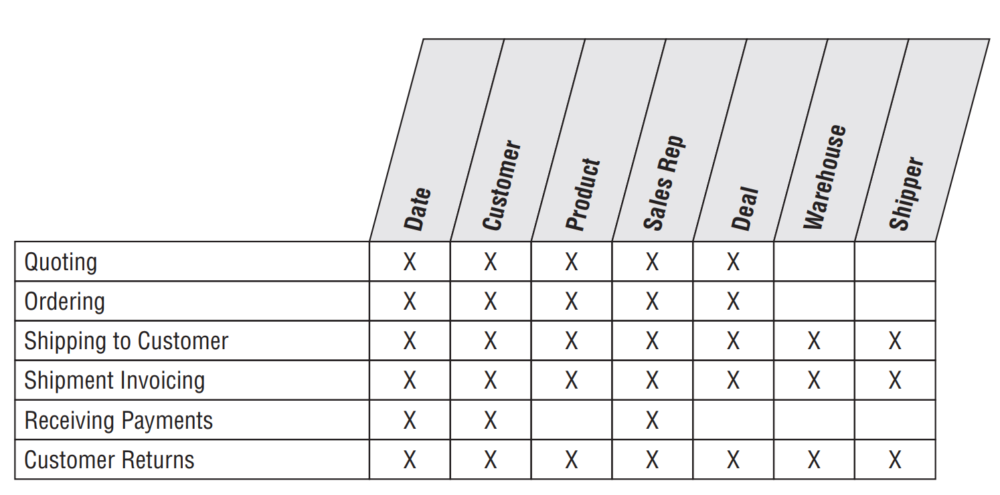 Date Customer Product Sales Rep Deal Warehouse Shipper
Quoting X X X X X
Ordering X X X X X
Shipping to Customer X X X X X X X
Shipment Invoicing X X X X X X X
Receiving Payments X X X
Customer Returns X X X X X X X